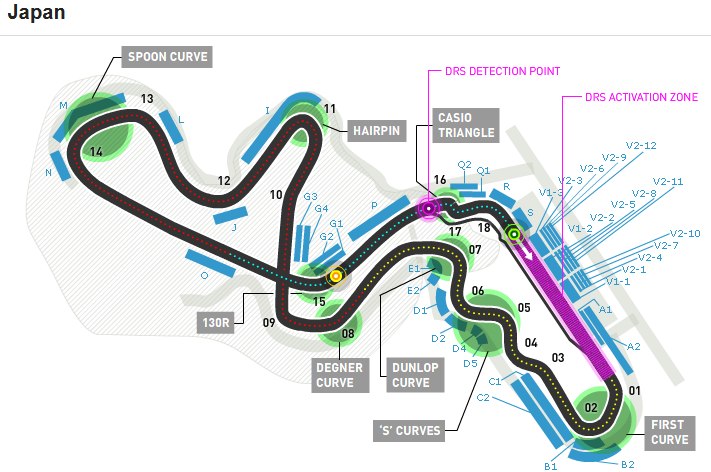 Japan
SPOON CURVE
DRS DETECTION POINT
DRS ACTIVATION ZONE
M
13
I
11
CASIO
TRIANGLE
L
HAIRPIN
14
V2-12
V2-9
V2-6
V2-3
V2-11
V2-8
V2-5
V2-2
V1-3
V1-2
V2-10
V2-7
V2-4
V2-1
V1-1
N
12
10
Q2
Q1
16
R
S
G3
G4
P
J
G1
G2
18
17
07
O
E1
E2
06
15
05
D1
130R
09
08
D2
D4
D5
04
03
A1
A2
DEGNER
CURVE
DUNLOP
CURVE
C1
C2
01
02
'S' CURVES
FIRST
CURVE
B1
B2